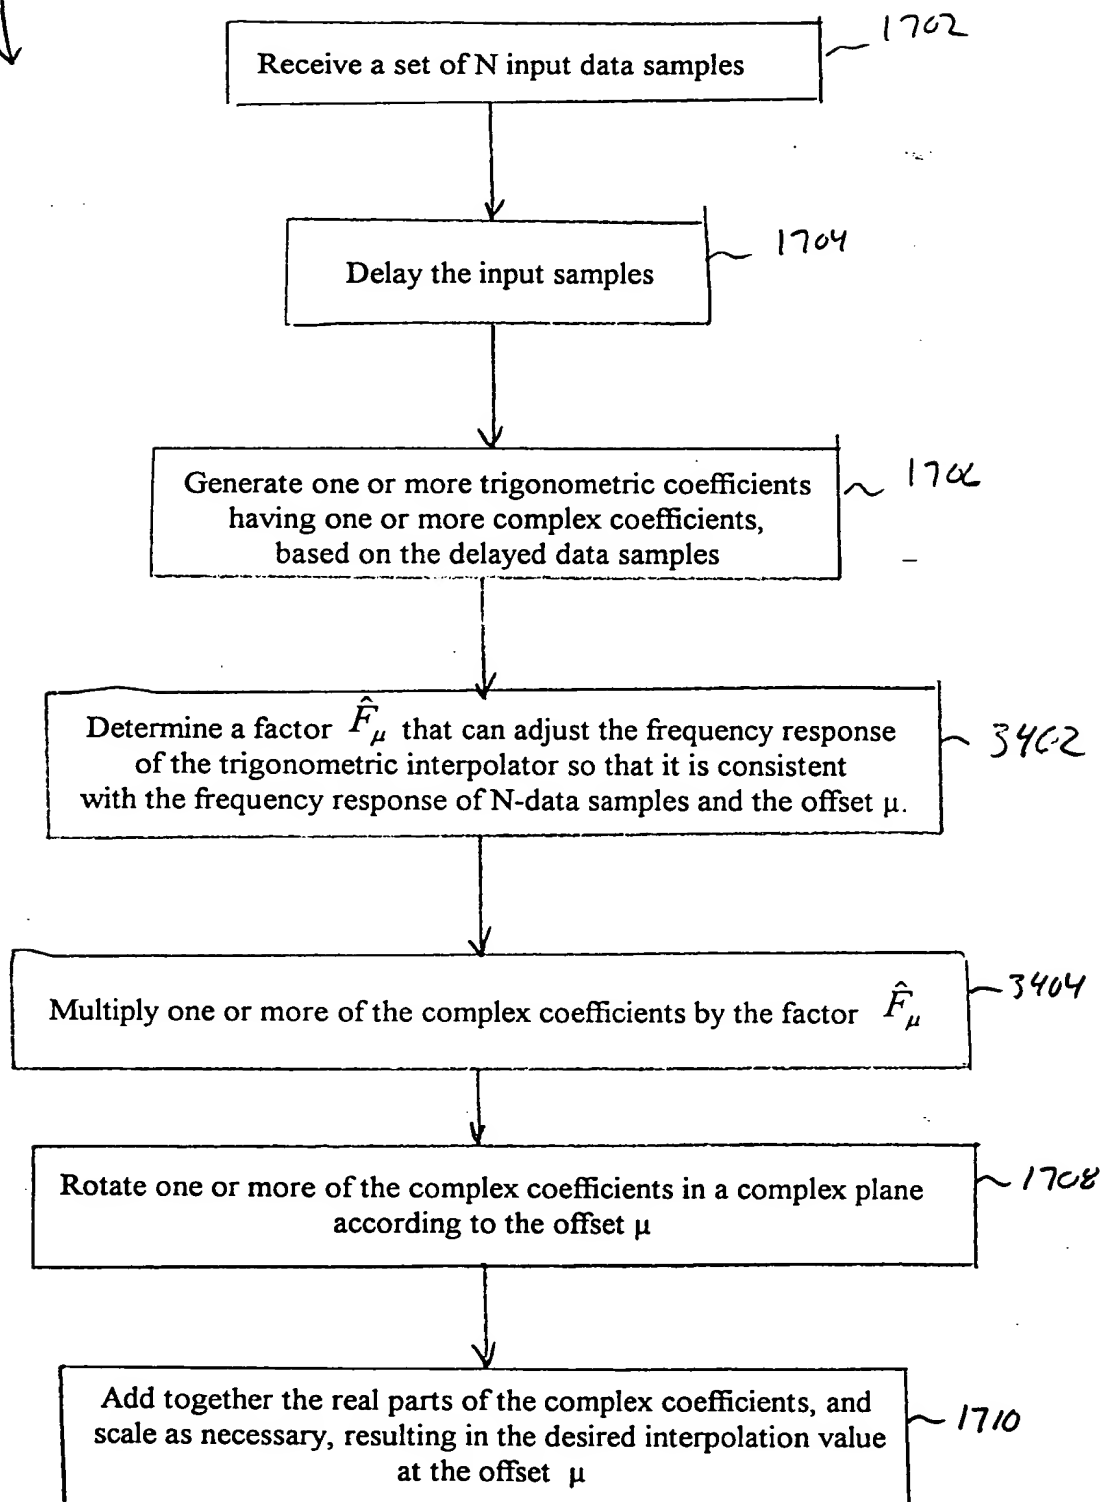 1702
Receive a set of N input data samples
1704
Delay the input samples
1706
Generate one or more trigonometric coefficients
having one or more complex coefficients,
based on the delayed data samples
3402
Determine a factor F̂μ that can adjust the frequency response
of the trigonometric interpolator so that it is consistent
with the frequency response of N-data samples and the offset μ.
3404
Multiply one or more of the complex coefficients by the factor F̂μ
1708
Rotate one or more of the complex coefficients in a complex plane
according to the offset μ
1710
Add together the real parts of the complex coefficients, and
scale as necessary, resulting in the desired interpolation value
at the offset μ